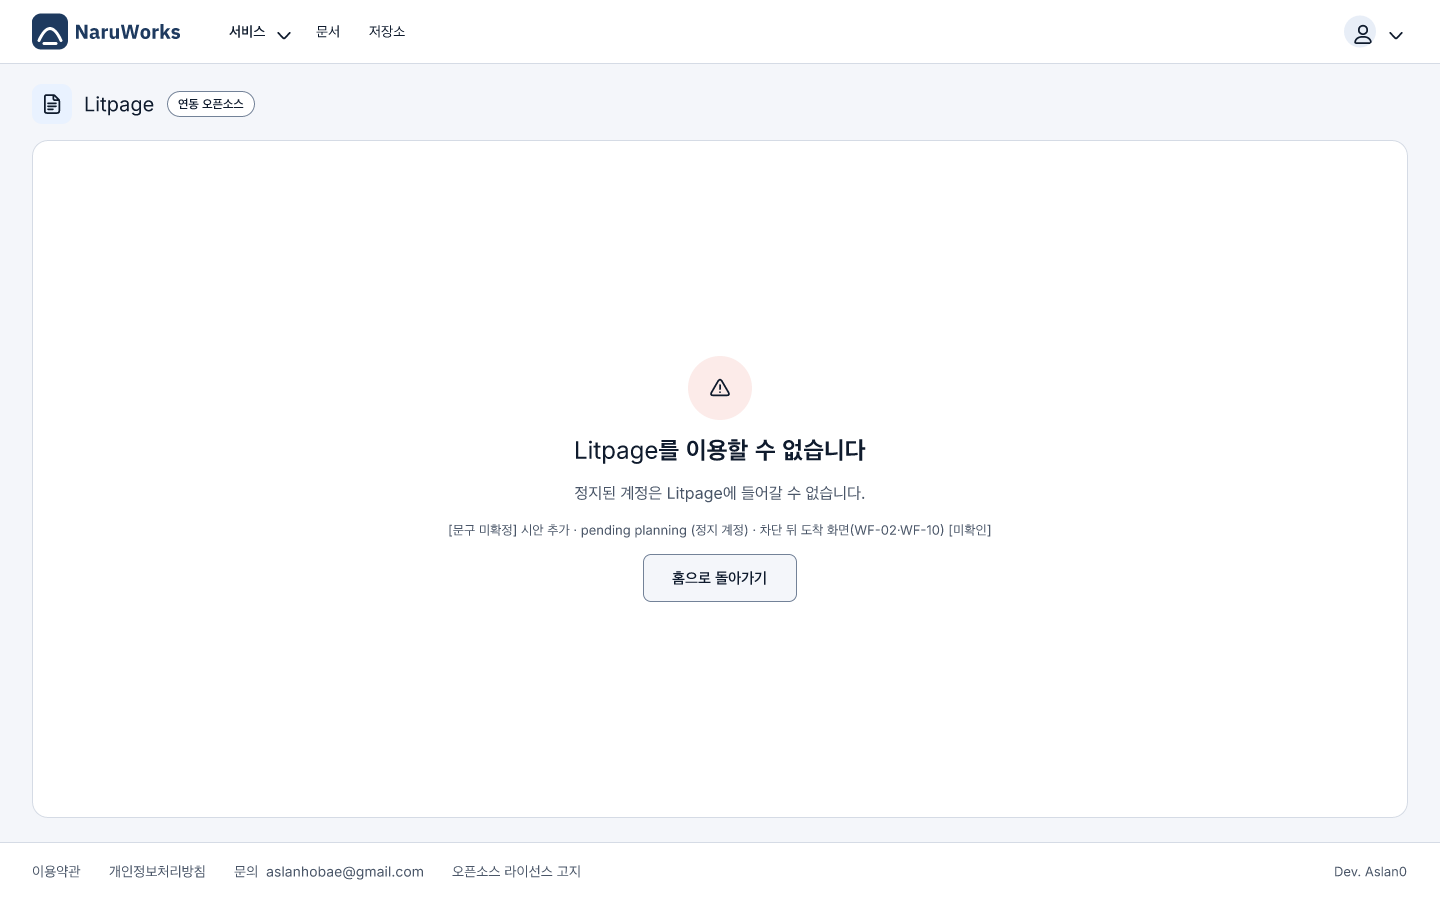 NaruWorks 서비스 문서 저장소
Litpage 연동 오픈소스
Litpage를 이용할 수 없습니다
정지된 계정은 Litpage에 들어갈 수 없습니다.
[문구 미확정] 시안 추가 · pending planning (정지 계정) · 차단 뒤 도착 화면(WF-02·WF-10) [미확인]
홈으로 돌아가기
이용약관 개인정보처리방침 문의 aslanhobae@gmail.com 오픈소스 라이선스 고지 Dev. Aslan0